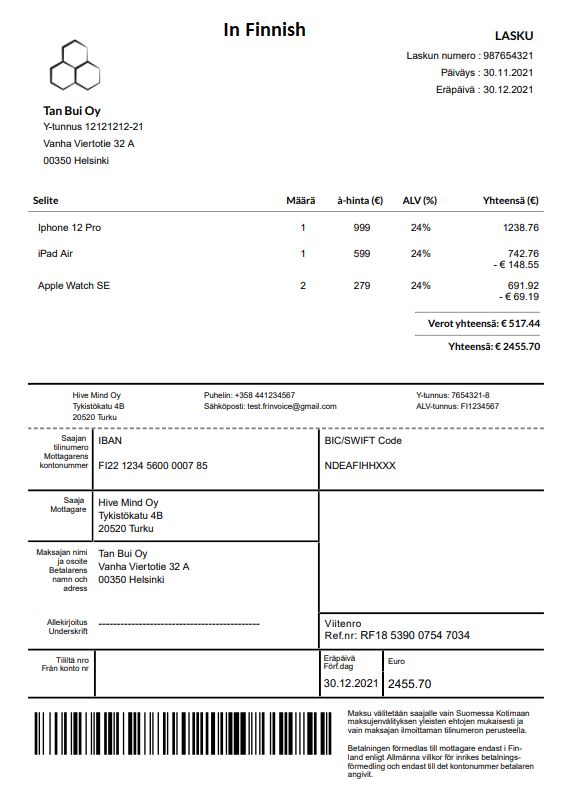 In Finnish
LASKU
Laskun numero : 987654321
Päiväys : 30.11.2021
Eräpäivä : 30.12.2021
Tan Bui Oy
Y-tunnus 12121212-21
Vanha Viertotie 32 A
00350 Helsinki
Selite Määrä à-hinta (€) ALV (%) Yhteensä (€)
Iphone 12 Pro 1 999 24% 1238.76
iPad Air 1 599 24% 742.76
- € 148.55
Apple Watch SE 2 279 24% 691.92
- € 69.19
Verot yhteensä: € 517.44
Yhteensä: € 2455.70
Hive Mind Oy Puhelin: +358 441234567 Y-tunnus: 7654321-8
Tykistökatu 4B Sähköposti: test.frinvoice@gmail.com ALV-tunnus: FI1234567
20520 Turku
Saajan
tilinumero
Mottagarens
kontonummer
IBAN
FI22 1234 5600 0007 85
BIC/SWIFT Code
NDEAFIHHXXX
Saaja
Mottagare
Hive Mind Oy
Tykistökatu 4B
20520 Turku
Maksajan nimi
ja osoite
Betalarens
namn och
adress
Tan Bui Oy
Vanha Viertotie 32 A
00350 Helsinki
Allekirjoitus
Underskrift
----------------------------------------
Viitenro
Ref.nr: RF18 5390 0754 7034
Tililtä nro
Från konto nr
Eräpäivä
Förf.dag
30.12.2021
Euro
2455.70
Maksu välitetään saajalle vain Suomessa Kotimaan
maksujenvälityksen yleisten ehtojen mukaisesti ja
vain maksajan ilmoittaman tilinumeron perusteella.
Betalningen förmedlas till mottagare endast i Fin-
land enligt Allmänna villkor för inrikes betalnings-
förmedling och endast till det kontonummer betalaren
angivit.